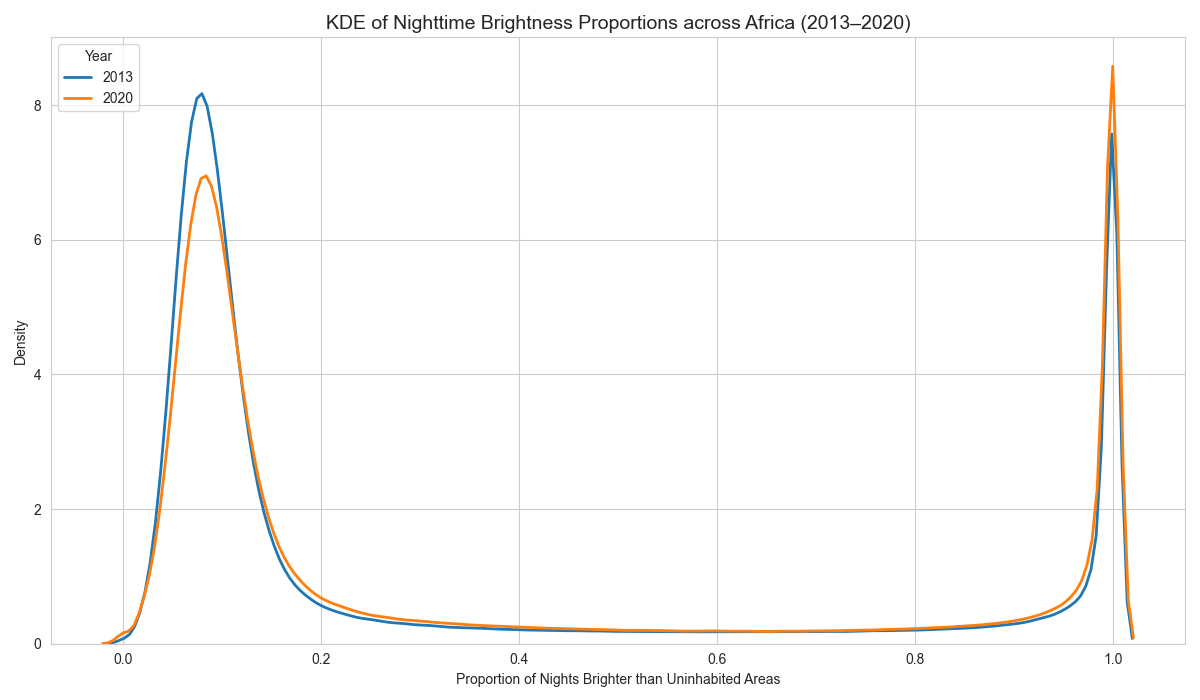 KDE of Nighttime Brightness Proportions across Africa (2013–2020)
Year
2013
2020
Density
8
6
4
2
0
0.0 0.2 0.4 0.6 0.8 1.0
Proportion of Nights Brighter than Uninhabited Areas